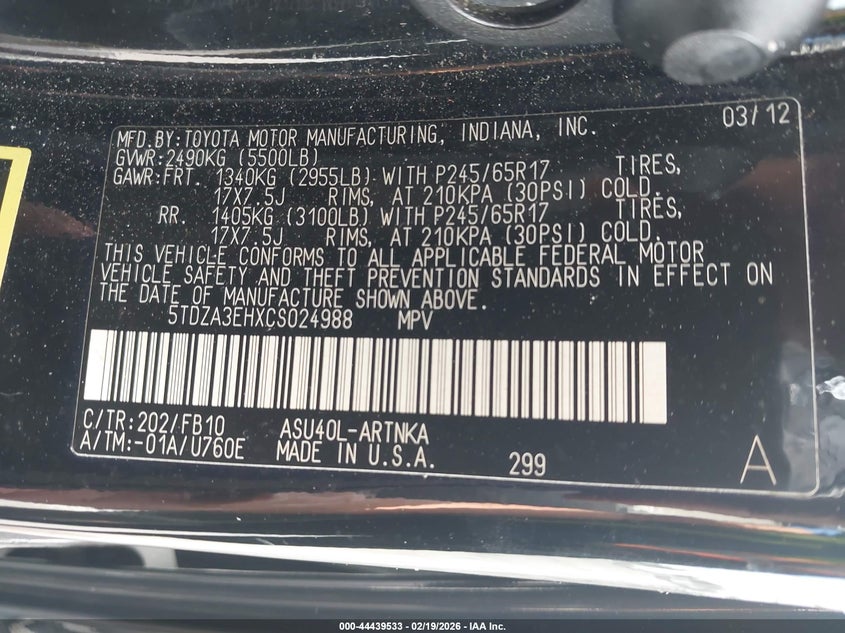 03/12
MFD.BY:TOYOTA MOTOR MANUFACTURING, INDIANA, INC.
GVWR:2490KG (5500LB)
GAWR:FRT. 1340KG (2955LB) WITH P245/65R17 TIRES,
17X7.5J RIMS, AT 210KPA (30PSI) COLD.
RR. 1405KG (3100LB) WITH P245/65R17 TIRES,
17X7.5J RIMS, AT 210KPA (30PSI) COLD.
THIS VEHICLE CONFORMS TO ALL APPLICABLE FEDERAL MOTOR
VEHICLE SAFETY AND THEFT PREVENTION STANDARDS IN EFFECT ON
THE DATE OF MANUFACTURE SHOWN ABOVE.
5TDZA3EHXCS024988 MPV
C/TR:202/FB10 ASU40L-ARTNKA
A/TM:-01A/U760E MADE IN U.S.A. 299 A
000-44439533 - 02/19/2026 - IAA Inc.